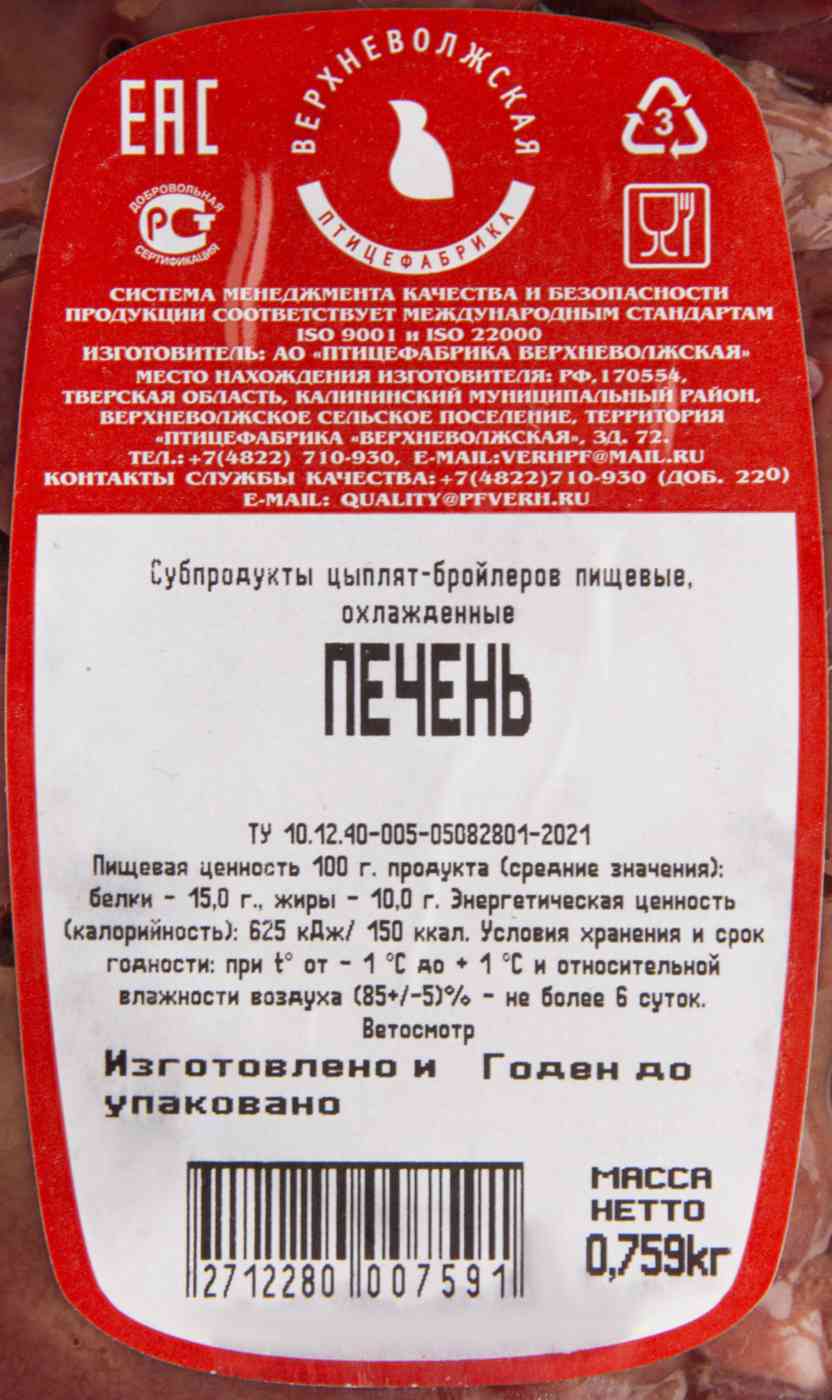 ЕАС
ВЕРХНЕВОЛЖСКАЯ
ПТИЦЕФАБРИКА
3
ДОБРОВОЛЬНАЯ
РСТ
СЕРТИФИКАЦИЯ
СИСТЕМА МЕНЕДЖМЕНТА КАЧЕСТВА И БЕЗОПАСНОСТИ
ПРОДУКЦИИ СООТВЕТСТВУЕТ МЕЖДУНАРОДНЫМ СТАНДАРТАМ
ISO 9001 и ISO 22000
ИЗГОТОВИТЕЛЬ: АО «ПТИЦЕФАБРИКА ВЕРХНЕВОЛЖСКАЯ»
МЕСТО НАХОЖДЕНИЯ ИЗГОТОВИТЕЛЯ: РФ,170554,
ТВЕРСКАЯ ОБЛАСТЬ, КАЛИНИНСКИЙ МУНИЦИПАЛЬНЫЙ РАЙОН,
ВЕРХНЕВОЛЖСКОЕ СЕЛЬСКОЕ ПОСЕЛЕНИЕ, ТЕРРИТОРИЯ
«ПТИЦЕФАБРИКА «ВЕРХНЕВОЛЖСКАЯ», ЗД. 72.
ТЕЛ.: +7(4822) 710-930, E-MAIL:VERHPF@MAIL.RU
КОНТАКТЫ СЛУЖБЫ КАЧЕСТВА: +7(4822)710-930 (ДОБ. 220)
E-MAIL: QUALITY@PFVERH.RU
Субпродукты цыплят-бройлеров пищевые,
охлажденные
ПЕЧЕНЬ
ТУ 10.12.40-005-05082801-2021
Пищевая ценность 100 г. продукта (средние значения):
белки - 15,0 г., жиры - 10,0 г. Энергетическая ценность
(калорийность): 625 кДж/ 150 ккал. Условия хранения и срок
годности: при t° от - 1 °С до + 1 °С и относительной
влажности воздуха (85+/-5)% - не более 6 суток.
Ветосмотр
Изготовлено и Годен до
упаковано
МАССА
НЕТТО
0,759кг
2712280 007591